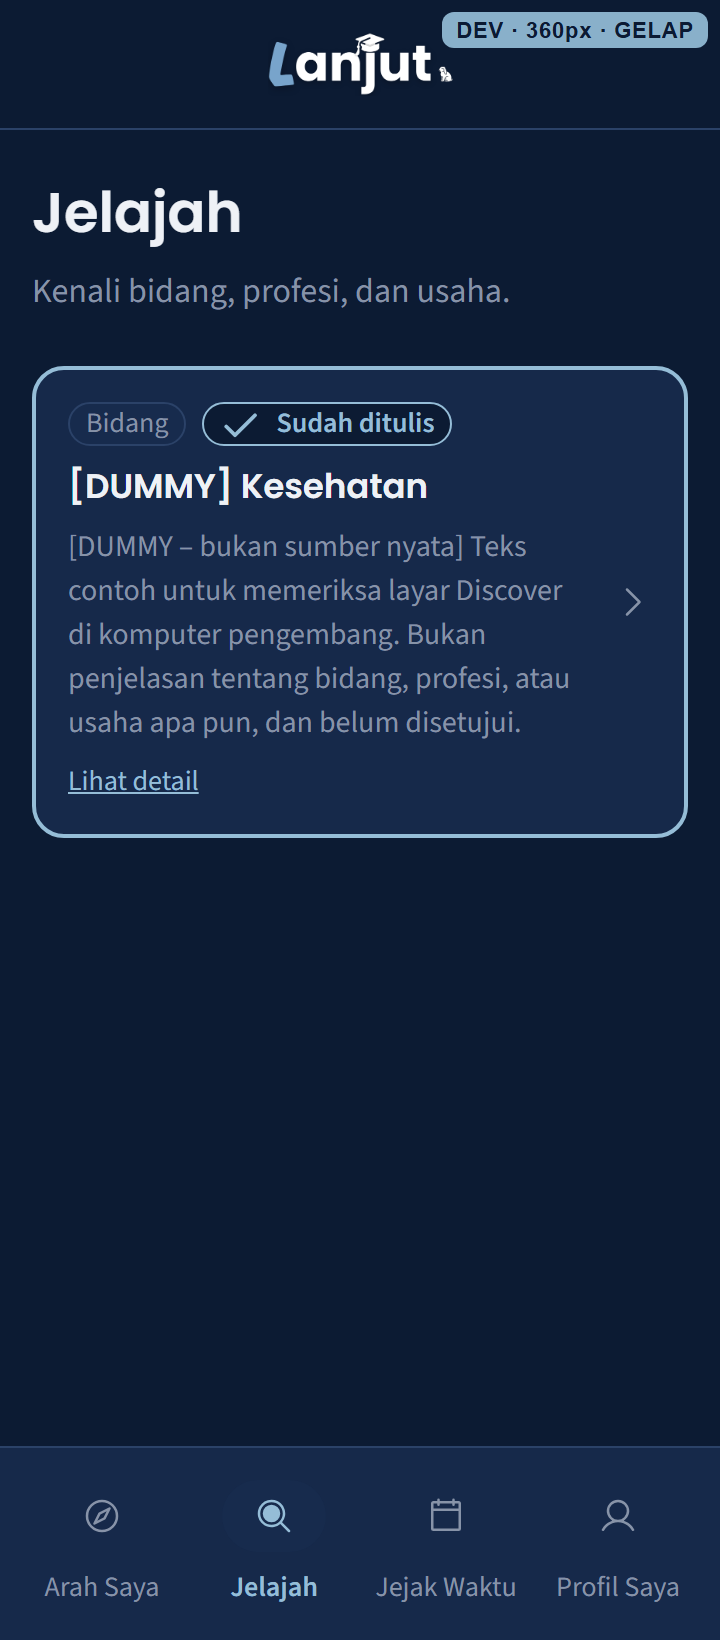 DEV · 360px · GELAP
Lanjut
Jelajah
Kenali bidang, profesi, dan usaha.
Bidang
Sudah ditulis
[DUMMY] Kesehatan
[DUMMY – bukan sumber nyata] Teks
contoh untuk memeriksa layar Discover
di komputer pengembang. Bukan
penjelasan tentang bidang, profesi, atau
usaha apa pun, dan belum disetujui.
Lihat detail
Arah Saya
Jelajah
Jejak Waktu
Profil Saya